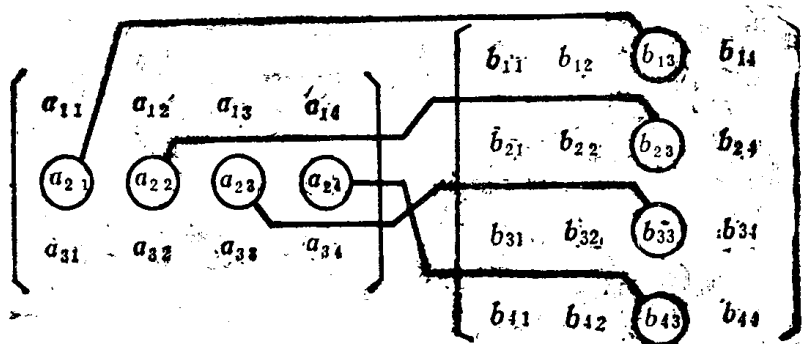 b₁₁ b₁₂ b₁₃ b₁₄
a₁₁ a₁₂ a₁₃ a₁₄
b₂₁ b₂₂ b₂₃ b₂₄
a₂₁ a₂₂ a₂₃ a₂₄
b₃₁ b₃₂ b₃₃ b₃₄
a₃₁ a₃₂ a₃₃ a₃₄
b₄₁ b₄₂ b₄₃ b₄₄